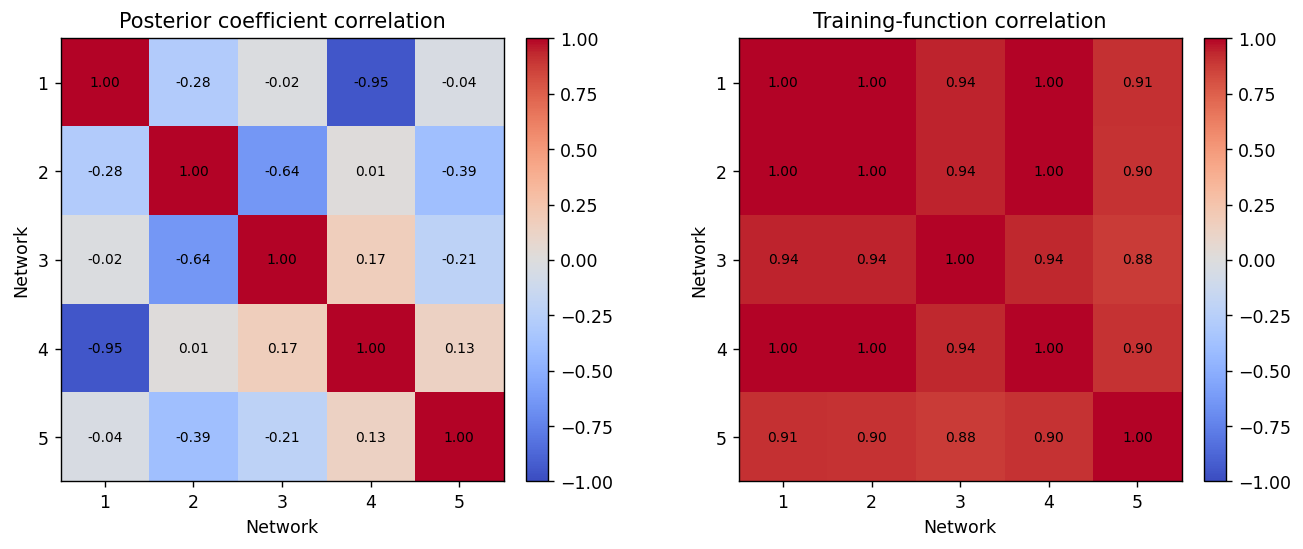 Posterior coefficient correlation
Network
1 1.00 -0.28 -0.02 -0.95 -0.04
2 -0.28 1.00 -0.64 0.01 -0.39
3 -0.02 -0.64 1.00 0.17 -0.21
4 -0.95 0.01 0.17 1.00 0.13
5 -0.04 -0.39 -0.21 0.13 1.00
1 2 3 4 5
Network
1.00
0.75
0.50
0.25
0.00
−0.25
−0.50
−0.75
−1.00
Training-function correlation
Network
1 1.00 1.00 0.94 1.00 0.91
2 1.00 1.00 0.94 1.00 0.90
3 0.94 0.94 1.00 0.94 0.88
4 1.00 1.00 0.94 1.00 0.90
5 0.91 0.90 0.88 0.90 1.00
1 2 3 4 5
Network
1.00
0.75
0.50
0.25
0.00
−0.25
−0.50
−0.75
−1.00